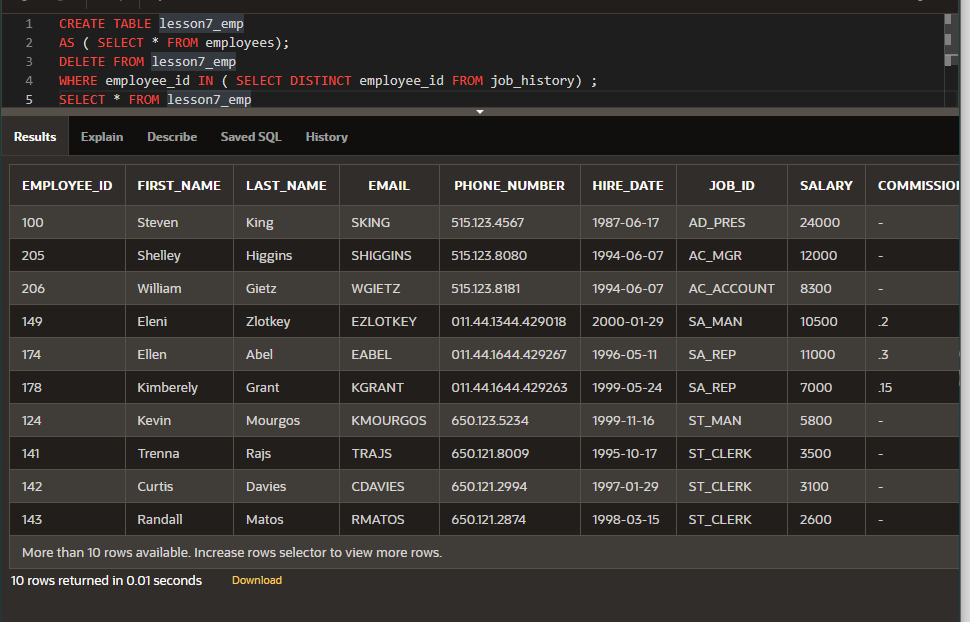 1 CREATE TABLE lesson7_emp
2 AS ( SELECT * FROM employees);
3 DELETE FROM lesson7_emp
4 WHERE employee_id IN ( SELECT DISTINCT employee_id FROM job_history) ;
5 SELECT * FROM lesson7_emp
Results Explain Describe Saved SQL History
EMPLOYEE_ID FIRST_NAME LAST_NAME EMAIL PHONE_NUMBER HIRE_DATE JOB_ID SALARY COMMISSION
100 Steven King SKING 515.123.4567 1987-06-17 AD_PRES 24000 -
205 Shelley Higgins SHIGGINS 515.123.8080 1994-06-07 AC_MGR 12000 -
206 William Gietz WGIETZ 515.123.8181 1994-06-07 AC_ACCOUNT 8300 -
149 Eleni Zlotkey EZLOTKEY 011.44.1344.429018 2000-01-29 SA_MAN 10500 .2
174 Ellen Abel EABEL 011.44.1644.429267 1996-05-11 SA_REP 11000 .3
178 Kimberely Grant KGRANT 011.44.1644.429263 1999-05-24 SA_REP 7000 .15
124 Kevin Mourgos KMOURGOS 650.123.5234 1999-11-16 ST_MAN 5800 -
141 Trenna Rajs TRAJS 650.121.8009 1995-10-17 ST_CLERK 3500 -
142 Curtis Davies CDAVIES 650.121.2994 1997-01-29 ST_CLERK 3100 -
143 Randall Matos RMATOS 650.121.2874 1998-03-15 ST_CLERK 2600 -
More than 10 rows available. Increase rows selector to view more rows.
10 rows returned in 0.01 seconds Download